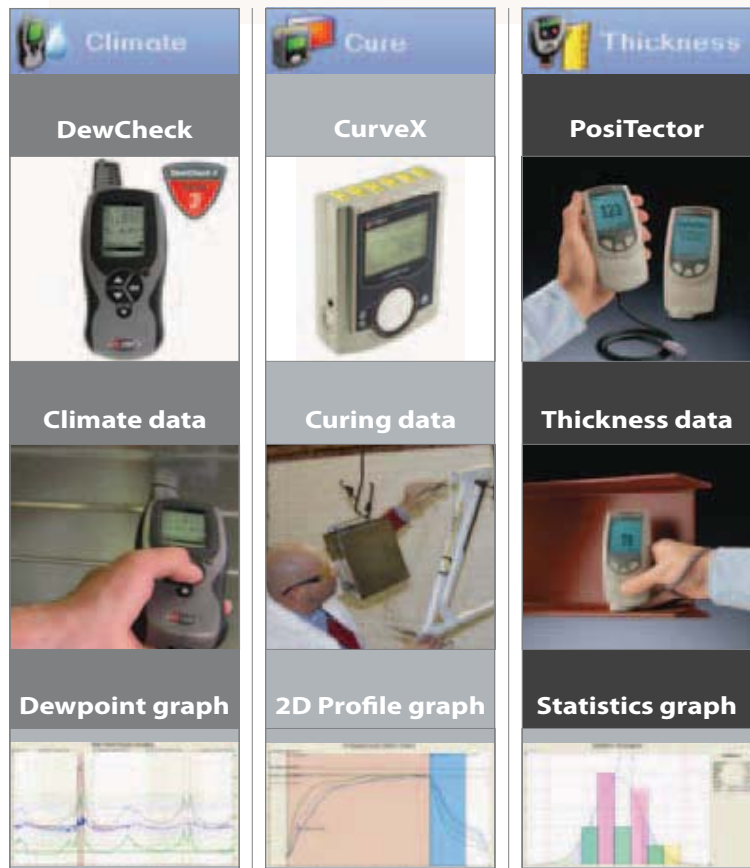 Climate
DewCheck
Climate data
Dewpoint graph
Cure
CurveX
Curing data
2D Profile graph
Thickness
PosiTector
123
Thickness data
Statistics graph